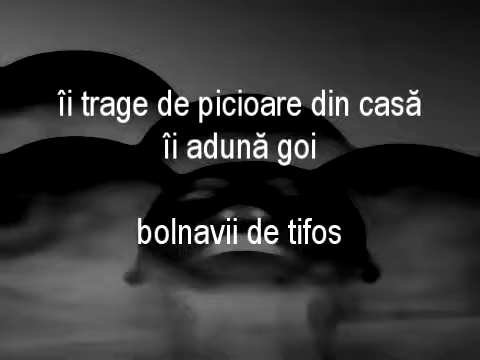 îi trage de picioare din casă
îi adună goi
bolnavii de tifos